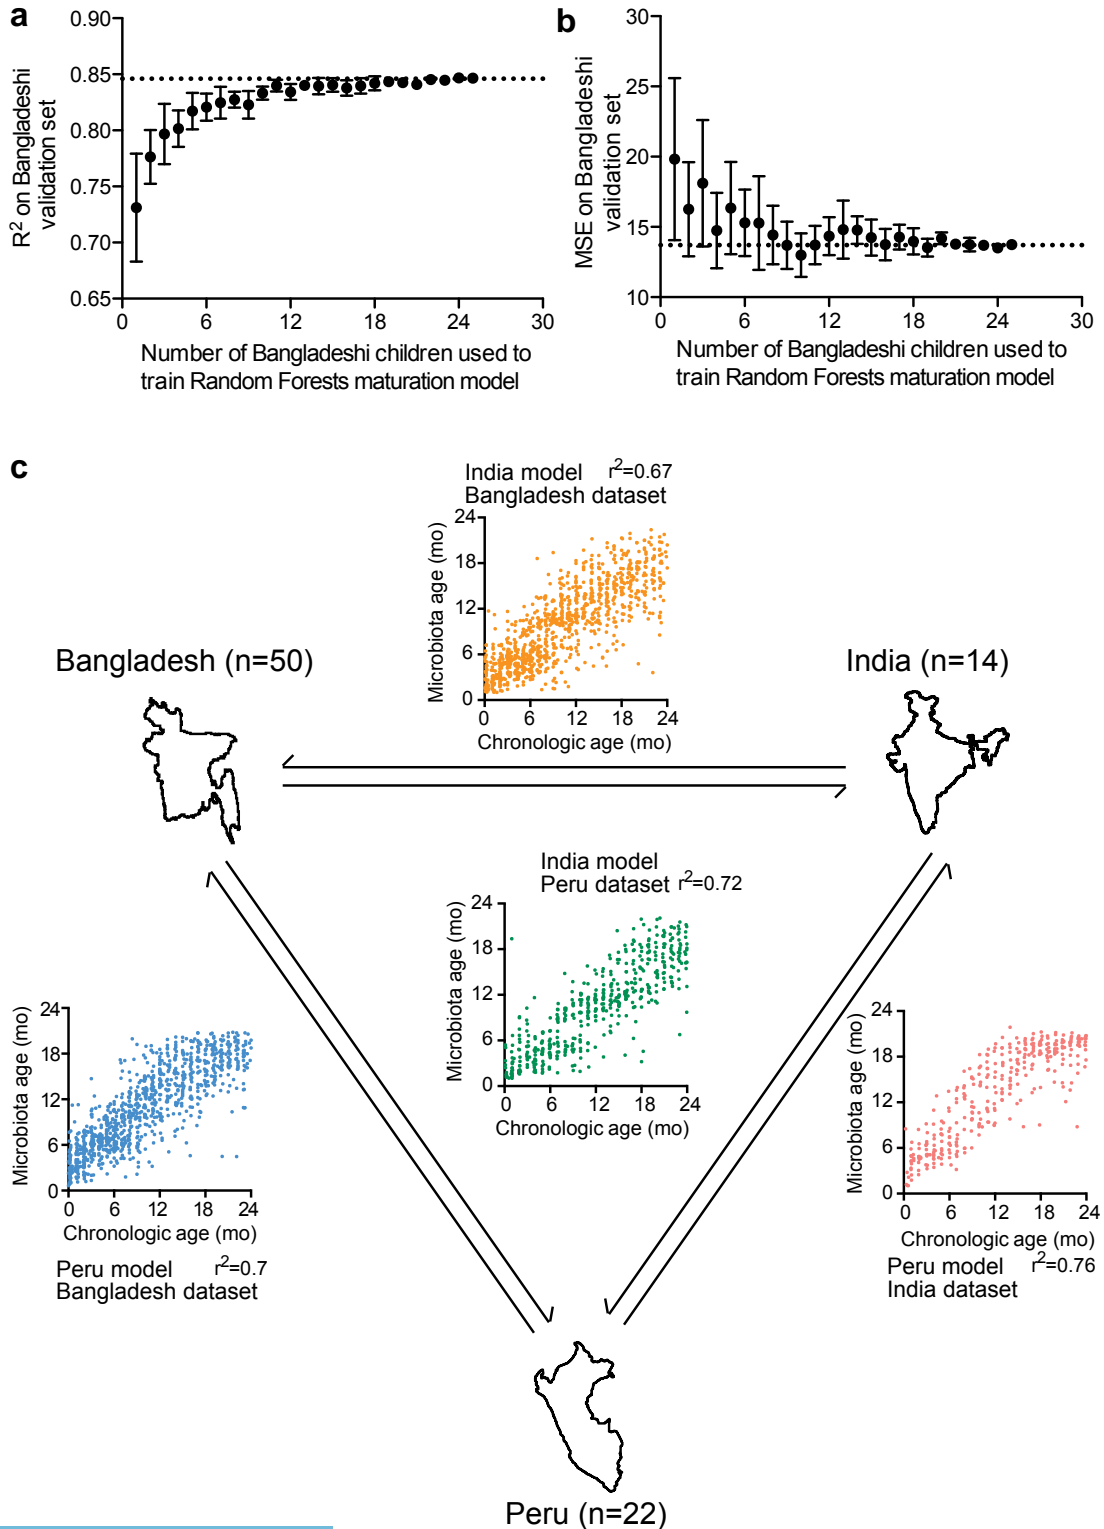 a
0.90
0.85
0.80
0.75
0.70
0.65
0
6
12
18
24
30
R2 on Bangladeshi
validation set
Number of Bangladeshi children used to
train Random Forests maturation model
b
30
25
20
15
10
0
6
12
18
24
30
MSE on Bangladeshi
validation set
Number of Bangladeshi children used to
train Random Forests maturation model
c
India model r2=0.67
Bangladesh dataset
24
18
12
6
0
0
6
12
18
24
Microbiota age (mo)
Chronologic age (mo)
Bangladesh (n=50)
India (n=14)
India model
Peru dataset r2=0.72
24
18
12
6
0
0
6
12
18
24
Microbiota age (mo)
Chronologic age (mo)
24
18
12
6
0
0
6
12
18
24
Microbiota age (mo)
Chronologic age (mo)
Peru model r2=0.7
Bangladesh dataset
24
18
12
6
0
0
6
12
18
24
Microbiota age (mo)
Chronologic age (mo)
Peru model r2=0.76
India dataset
Peru (n=22)